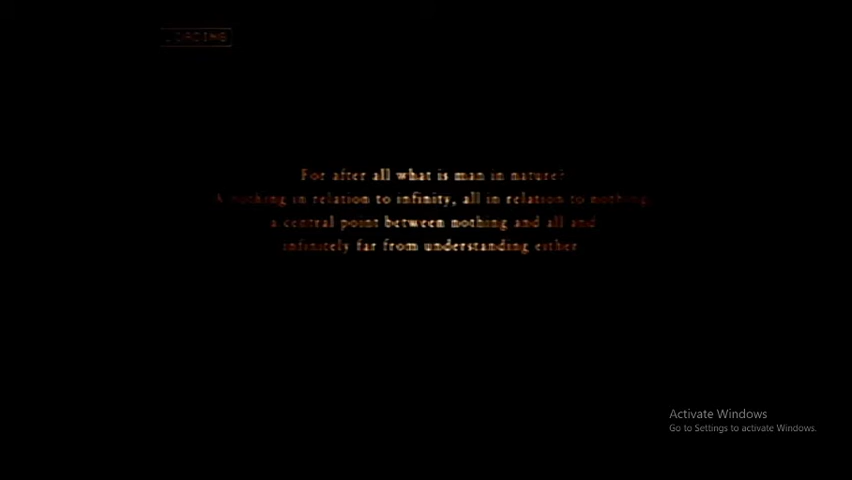 LOADING
For after all what is man in nature?
A nothing in relation to infinity, all in relation to nothing,
a central point between nothing and all and
infinitely far from understanding either
Activate Windows
Go to Settings to activate Windows.